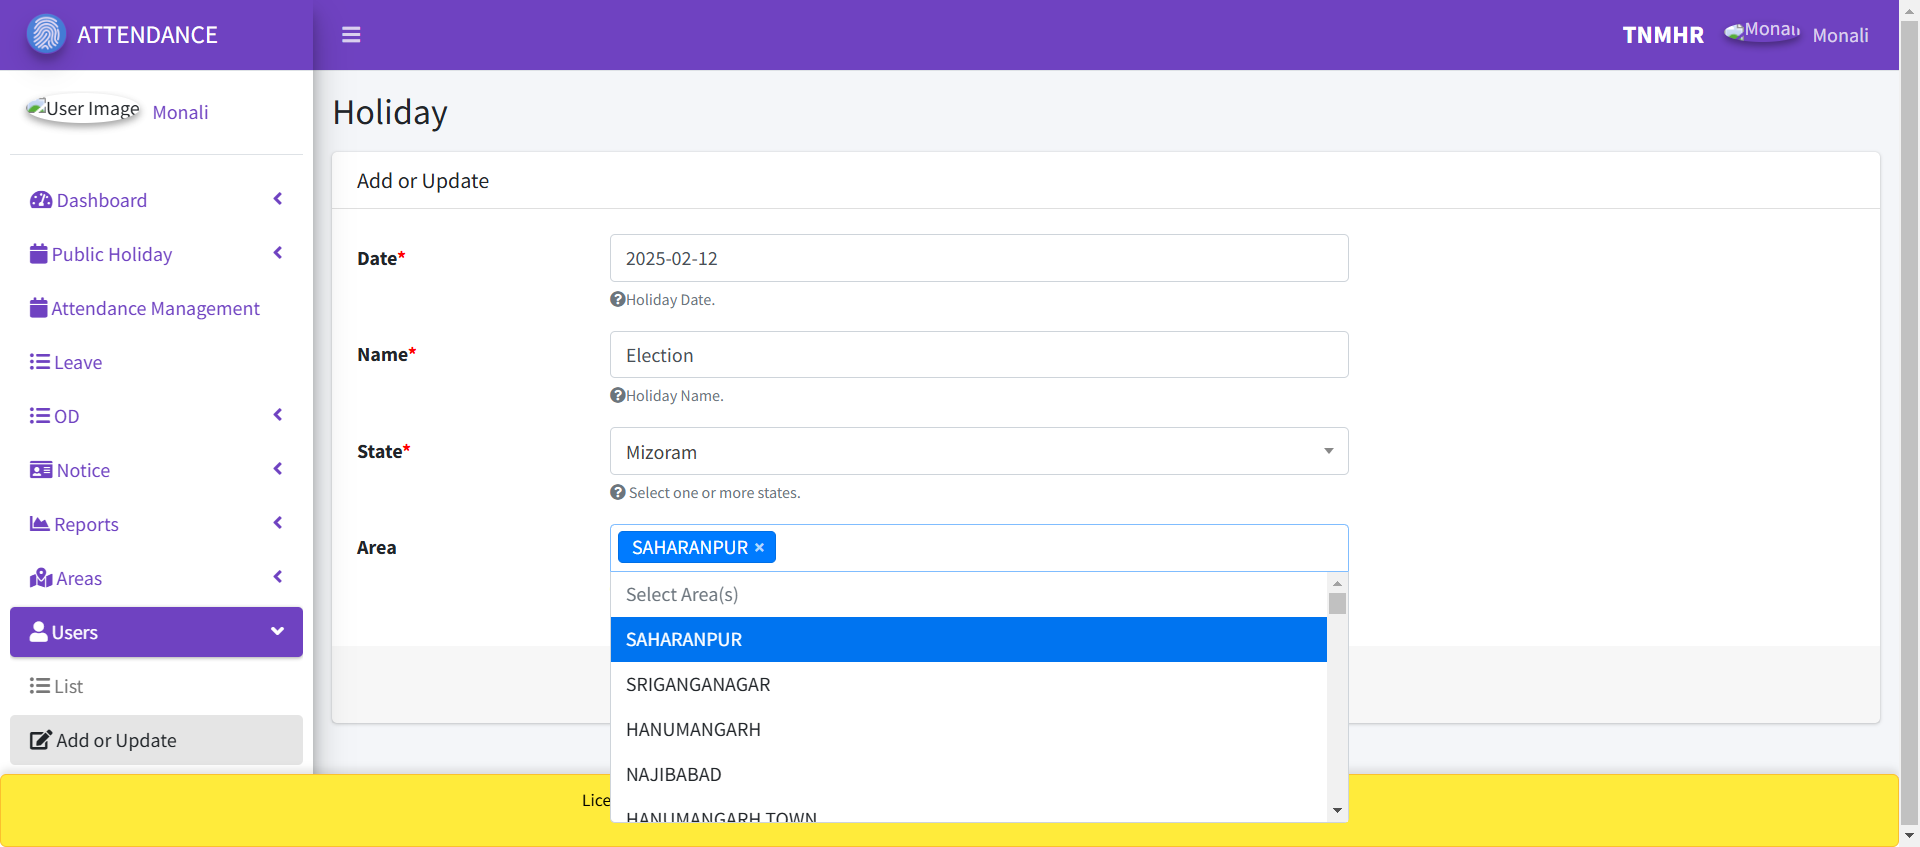 ATTENDANCE
TNMHR
Monali
User Image
Monali
Holiday
Add or Update
Dashboard
Public Holiday
Attendance Management
Leave
OD
Notice
Reports
Areas
Users
List
Add or Update
Date*
2025-02-12
Holiday Date.
Name*
Election
Holiday Name.
State*
Mizoram
Select one or more states.
Area
SAHARANPUR ×
Select Area(s)
SAHARANPUR
SRIGANGANAGAR
HANUMANGARH
NAJIBABAD
HANUMANGARH TOWN